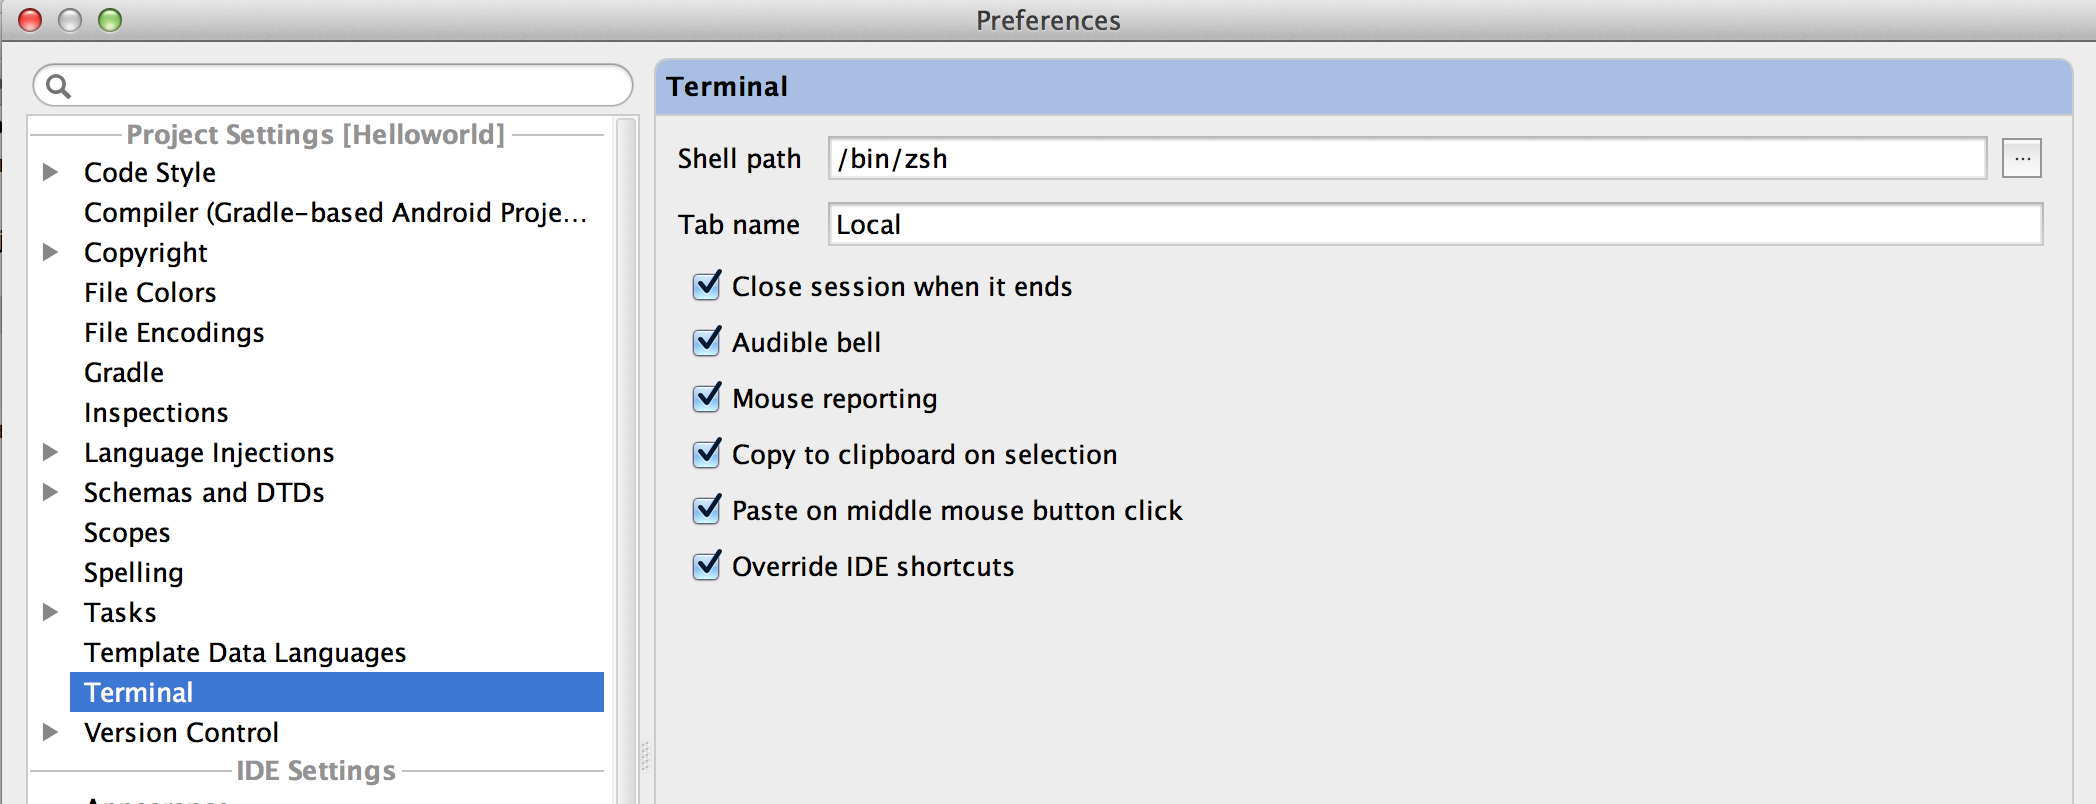 Preferences
Project Settings [Helloworld]
Code Style
Compiler (Gradle-based Android Proje...
Copyright
File Colors
File Encodings
Gradle
Inspections
Language Injections
Schemas and DTDs
Scopes
Spelling
Tasks
Template Data Languages
Terminal
Version Control
IDE Settings
Terminal
Shell path /bin/zsh ...
Tab name Local
Close session when it ends
Audible bell
Mouse reporting
Copy to clipboard on selection
Paste on middle mouse button click
Override IDE shortcuts